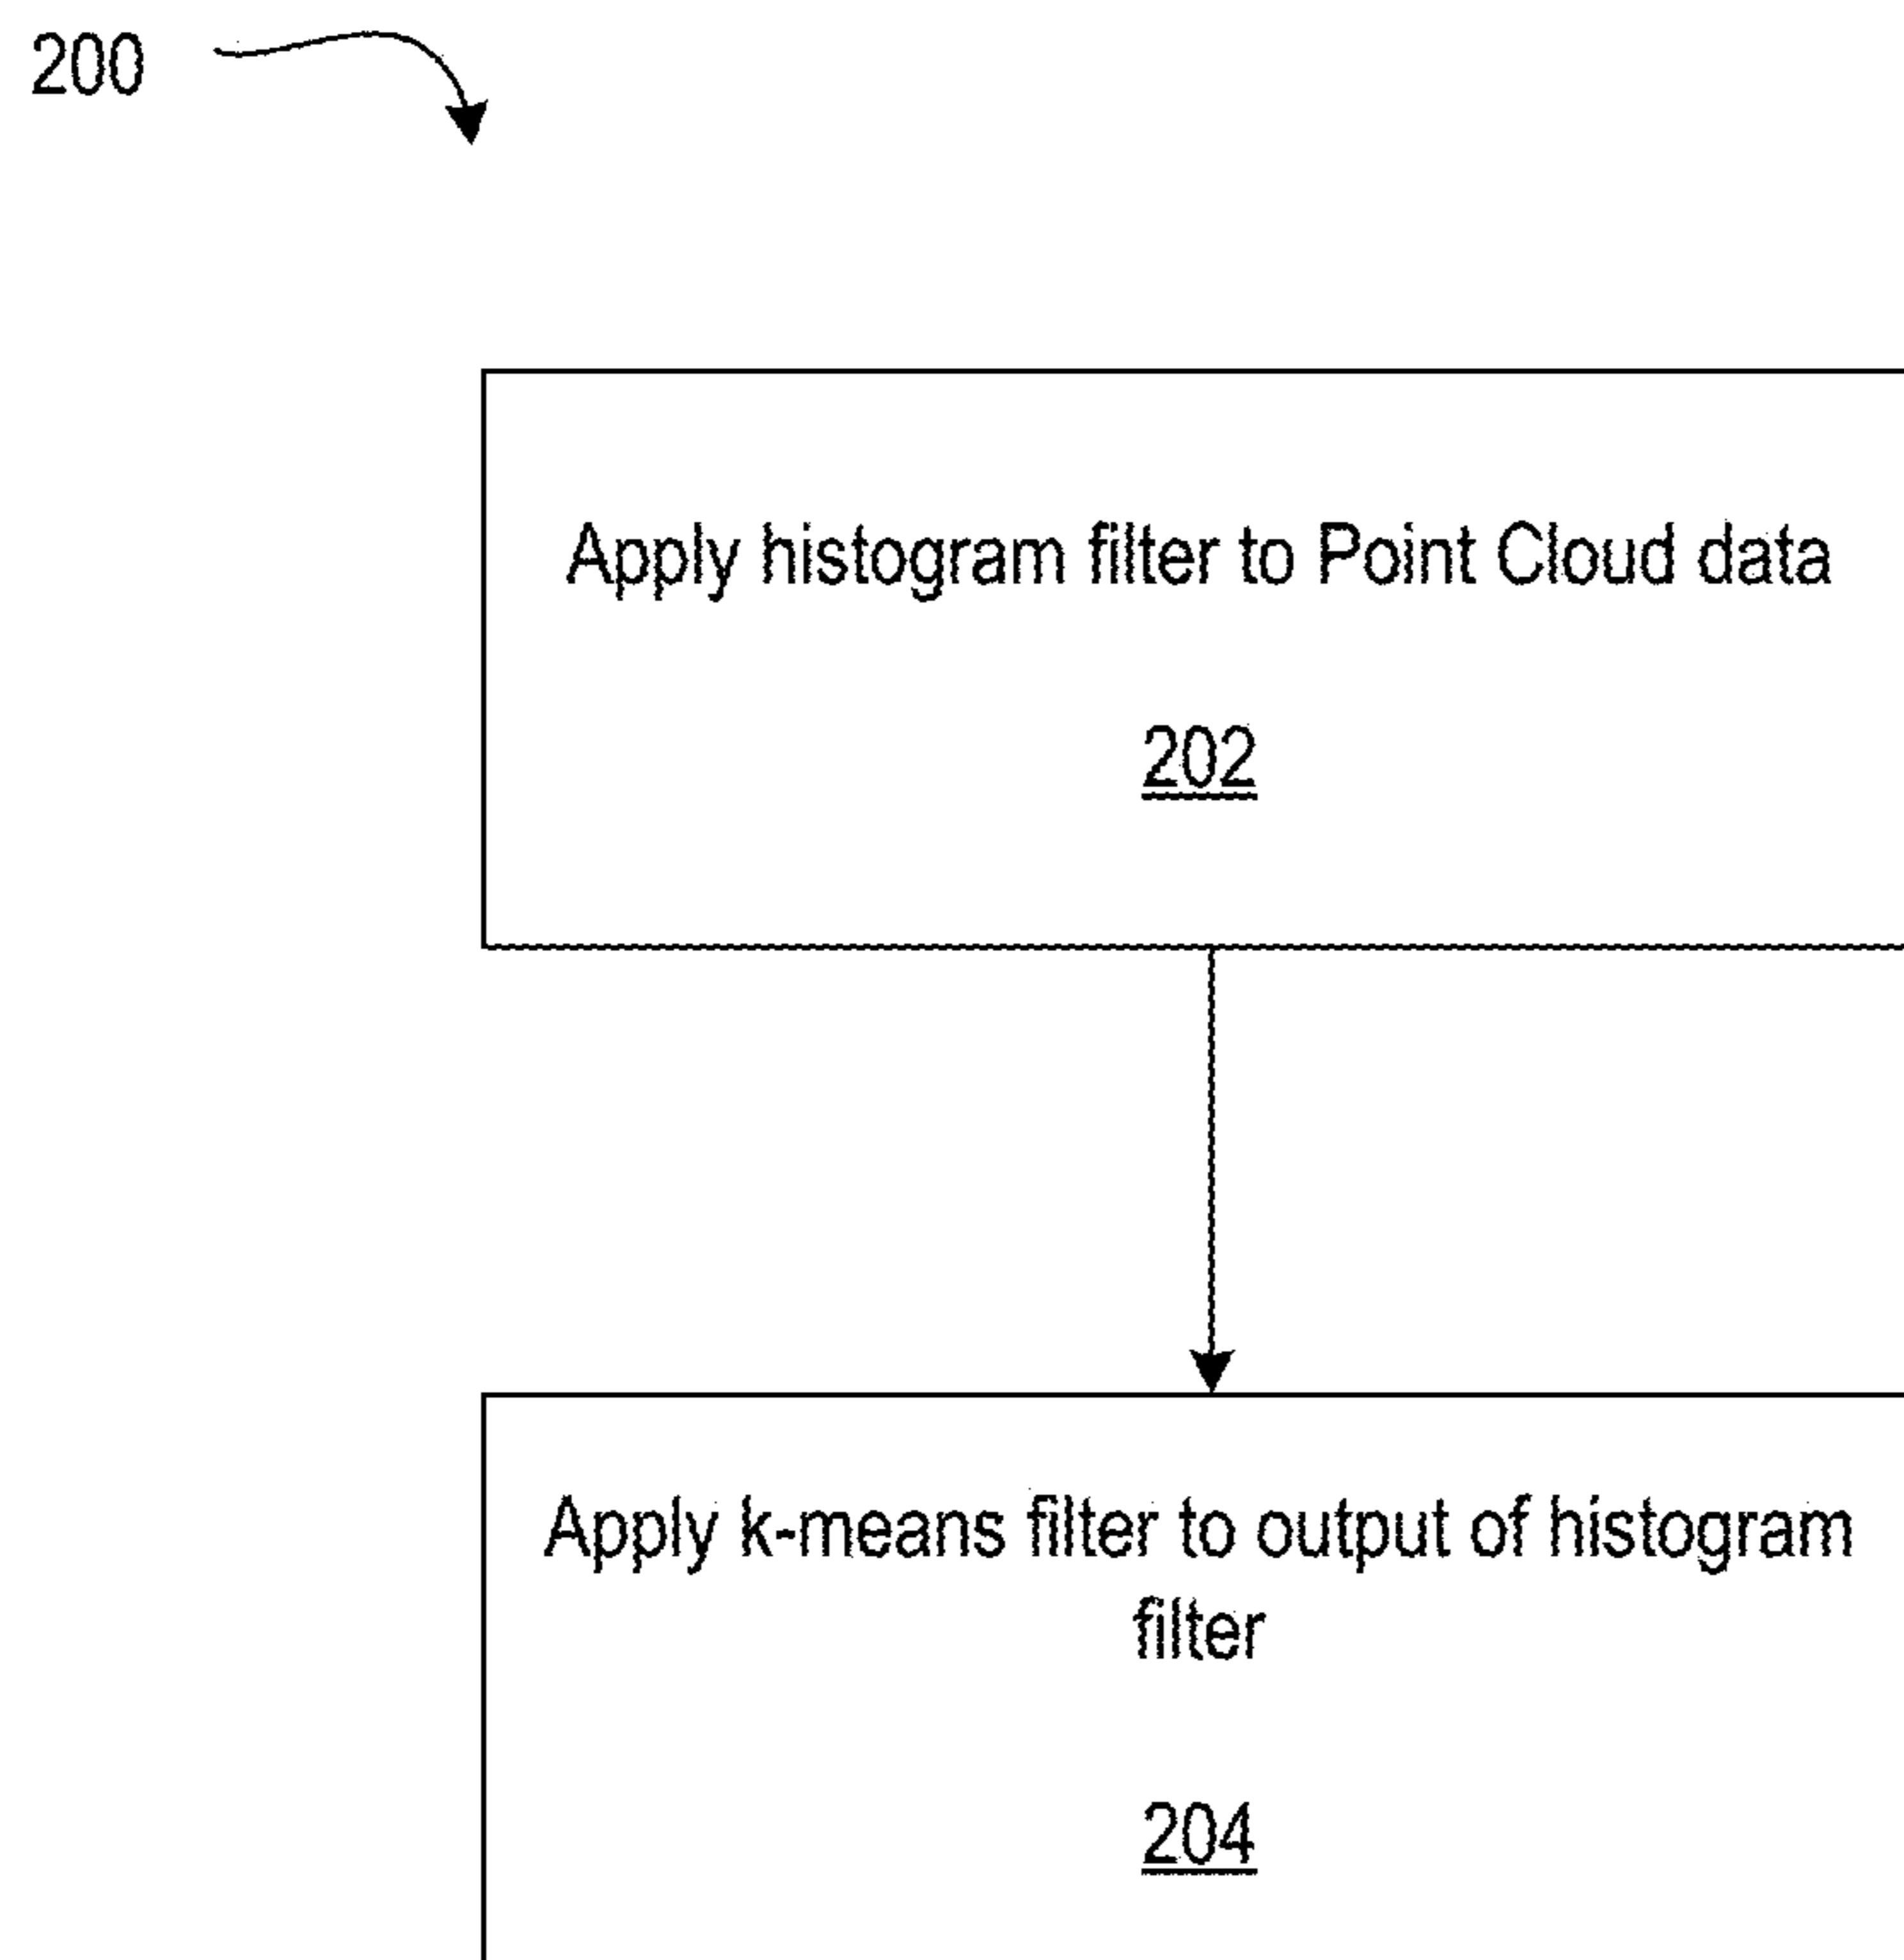 200
Apply histogram filter to Point Cloud data
202
Apply k-means filter to output of histogram
filter
204